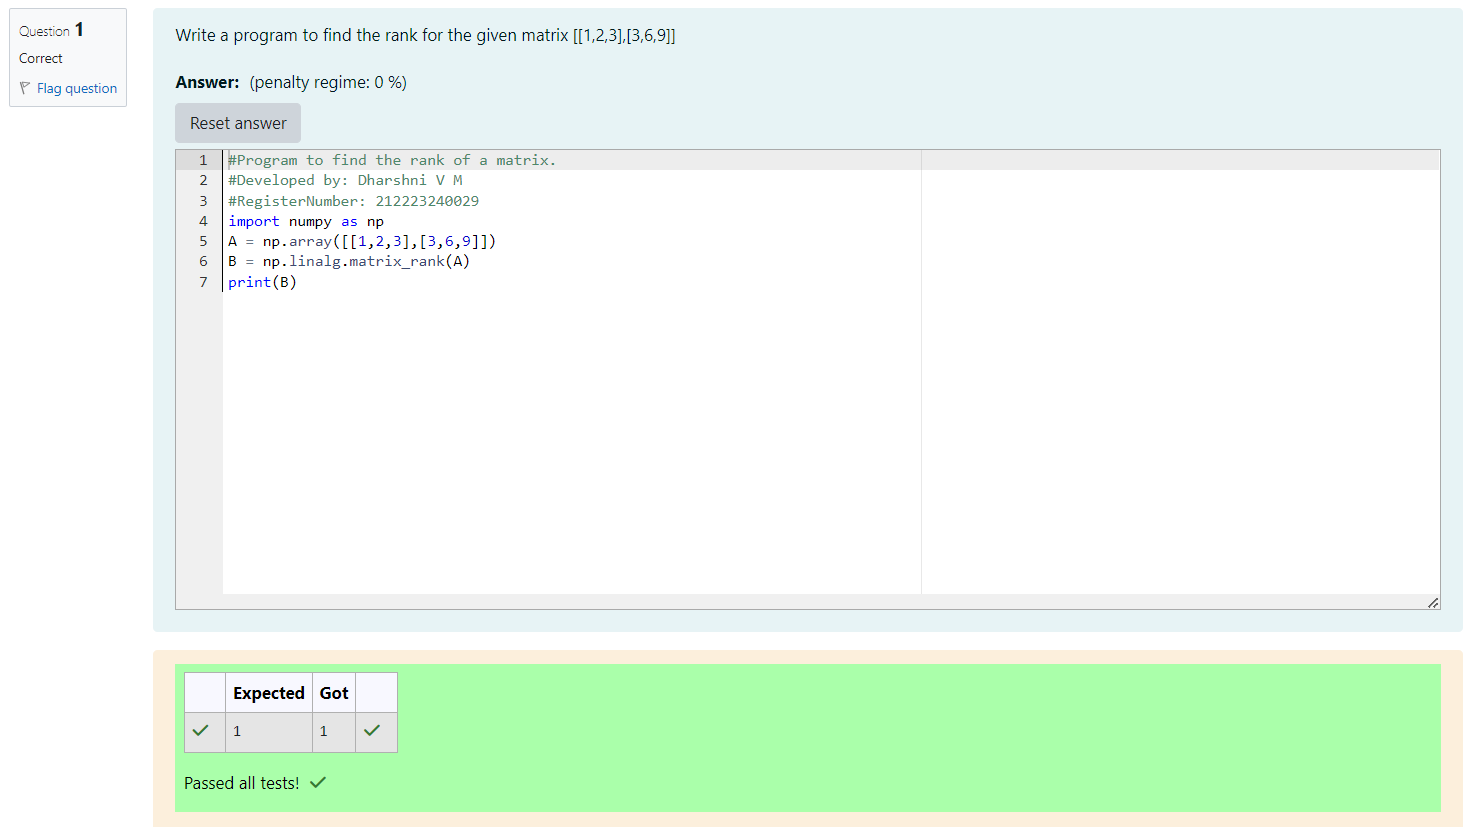 Question 1
Correct
Flag question
Write a program to find the rank for the given matrix [[1,2,3],[3,6,9]]
Answer: (penalty regime: 0 %)
Reset answer
1 #Program to find the rank of a matrix.
2 #Developed by: Dharshni V M
3 #RegisterNumber: 212223240029
4 import numpy as np
5 A = np.array([[1,2,3],[3,6,9]])
6 B = np.linalg.matrix_rank(A)
7 print(B)
Expected Got
1 1
Passed all tests!